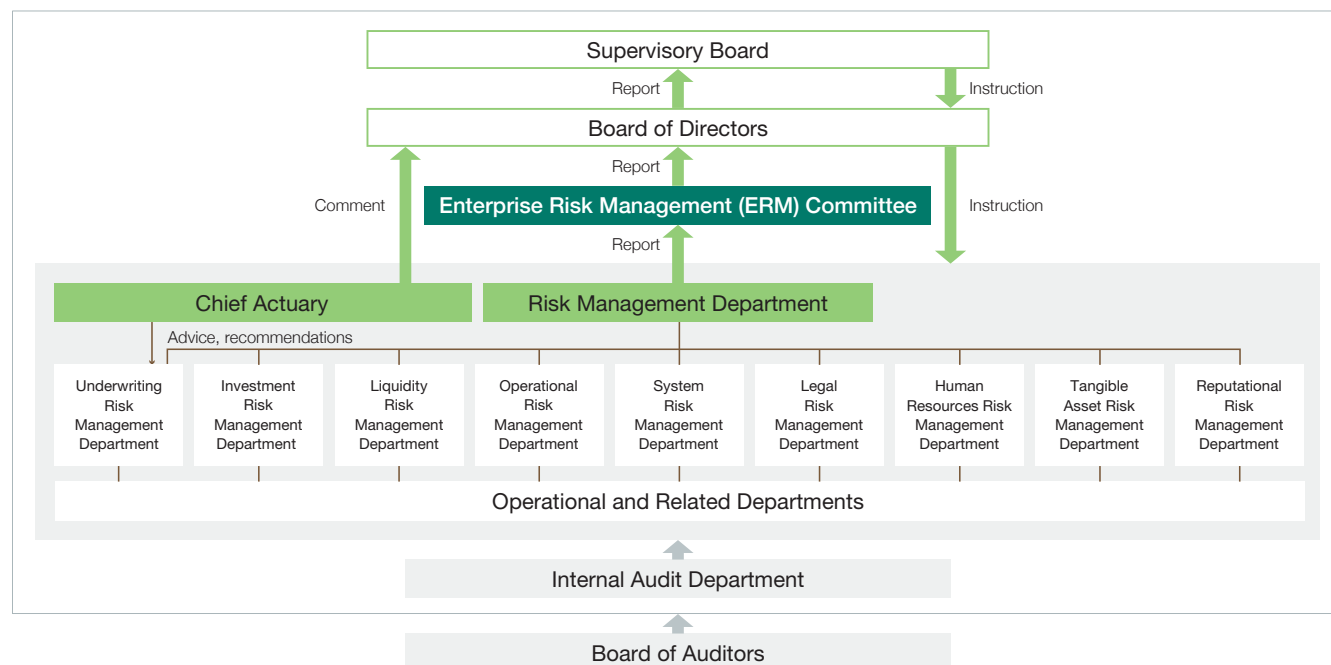 Supervisory Board
Report
Instruction
Board of Directors
Report
Comment
Enterprise Risk Management (ERM) Committee
Instruction
Report
Chief Actuary
Risk Management Department
Advice, recommendations
Underwriting
Risk
Management
Department
Investment
Risk
Management
Department
Liquidity
Risk
Management
Department
Operational
Risk
Management
Department
System
Risk
Management
Department
Legal
Risk
Management
Department
Human
Resources Risk
Management
Department
Tangible
Asset Risk
Management
Department
Reputational
Risk
Management
Department
Operational and Related Departments
Internal Audit Department
Board of Auditors